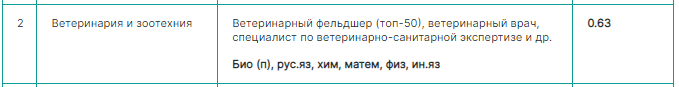 2 Ветеринария и зоотехния Ветеринарный фельдшер (топ-50), ветеринарный врач, 0.63
специалист по ветеринарно-санитарной экспертизе и др.
Био (п), рус.яз, хим, матем, физ, ин.яз